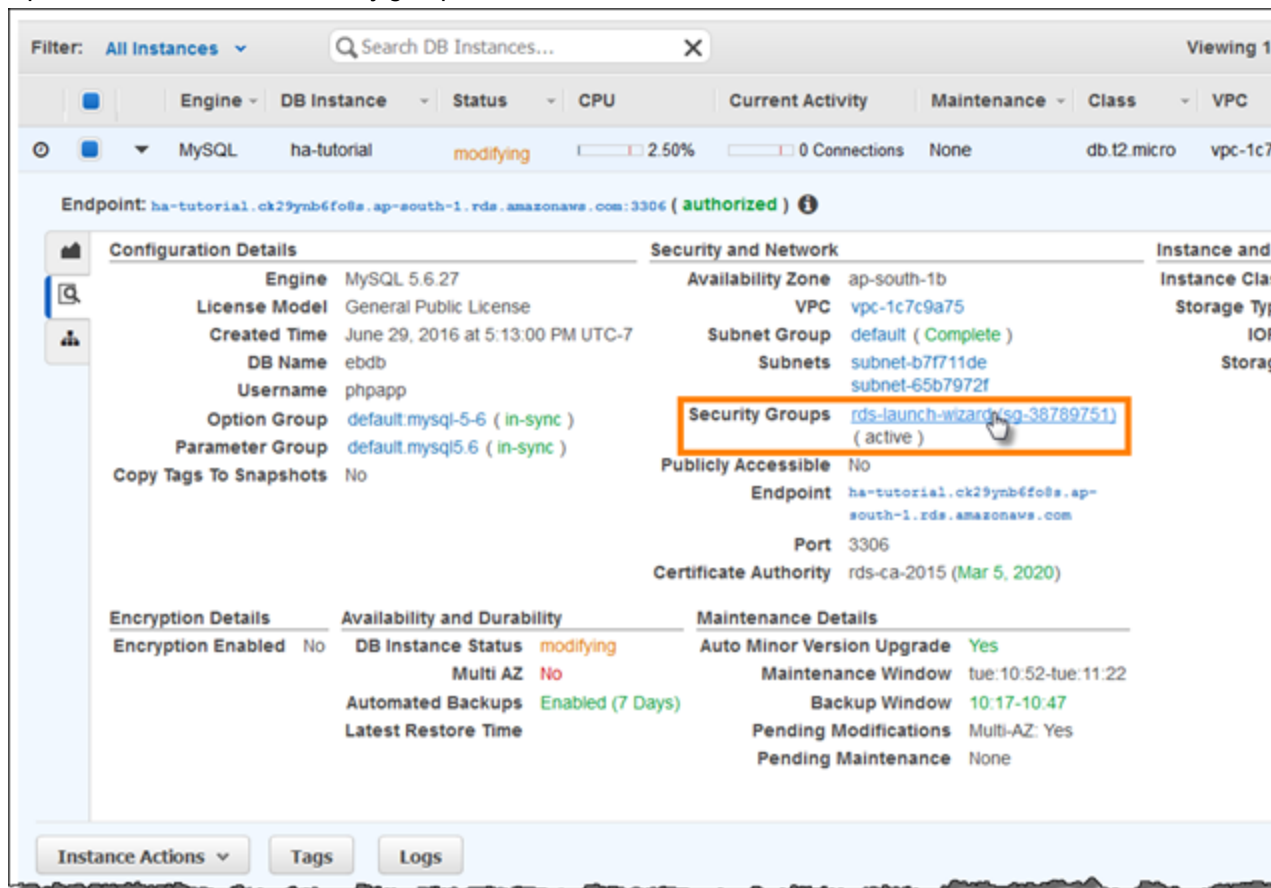 Filter: All Instances Search DB Instances... Viewing 1
Engine DB Instance Status CPU Current Activity Maintenance Class VPC
MySQL ha-tutorial modifying 2.50% 0 Connections None db.t2.micro vpc-1c7
Endpoint: ha-tutorial.ck29ynb6fo8s.ap-south-1.rds.amazonaws.com:3306 ( authorized )
Configuration Details
Engine MySQL 5.6.27
License Model General Public License
Created Time June 29, 2016 at 5:13:00 PM UTC-7
DB Name ebdb
Username phpapp
Option Group default:mysql-5-6 ( in-sync )
Parameter Group default.mysql5.6 ( in-sync )
Copy Tags To Snapshots No
Security and Network
Availability Zone ap-south-1b
VPC vpc-1c7c9a75
Subnet Group default ( Complete )
Subnets subnet-b7f711de
subnet-65b7972f
Security Groups rds-launch-wizard (sg-38789751)
( active )
Publicly Accessible No
Endpoint ha-tutorial.ck29ynb6fo8s.ap-
south-1.rds.amazonaws.com
Port 3306
Certificate Authority rds-ca-2015 (Mar 5, 2020)
Instance and
Instance Cla
Storage Typ
IOP
Storag
Encryption Details
Encryption Enabled No
Availability and Durability
DB Instance Status modifying
Multi AZ No
Automated Backups Enabled (7 Days)
Latest Restore Time
Maintenance Details
Auto Minor Version Upgrade Yes
Maintenance Window tue:10:52-tue:11:22
Backup Window 10:17-10:47
Pending Modifications Multi-AZ: Yes
Pending Maintenance None
Instance Actions Tags Logs